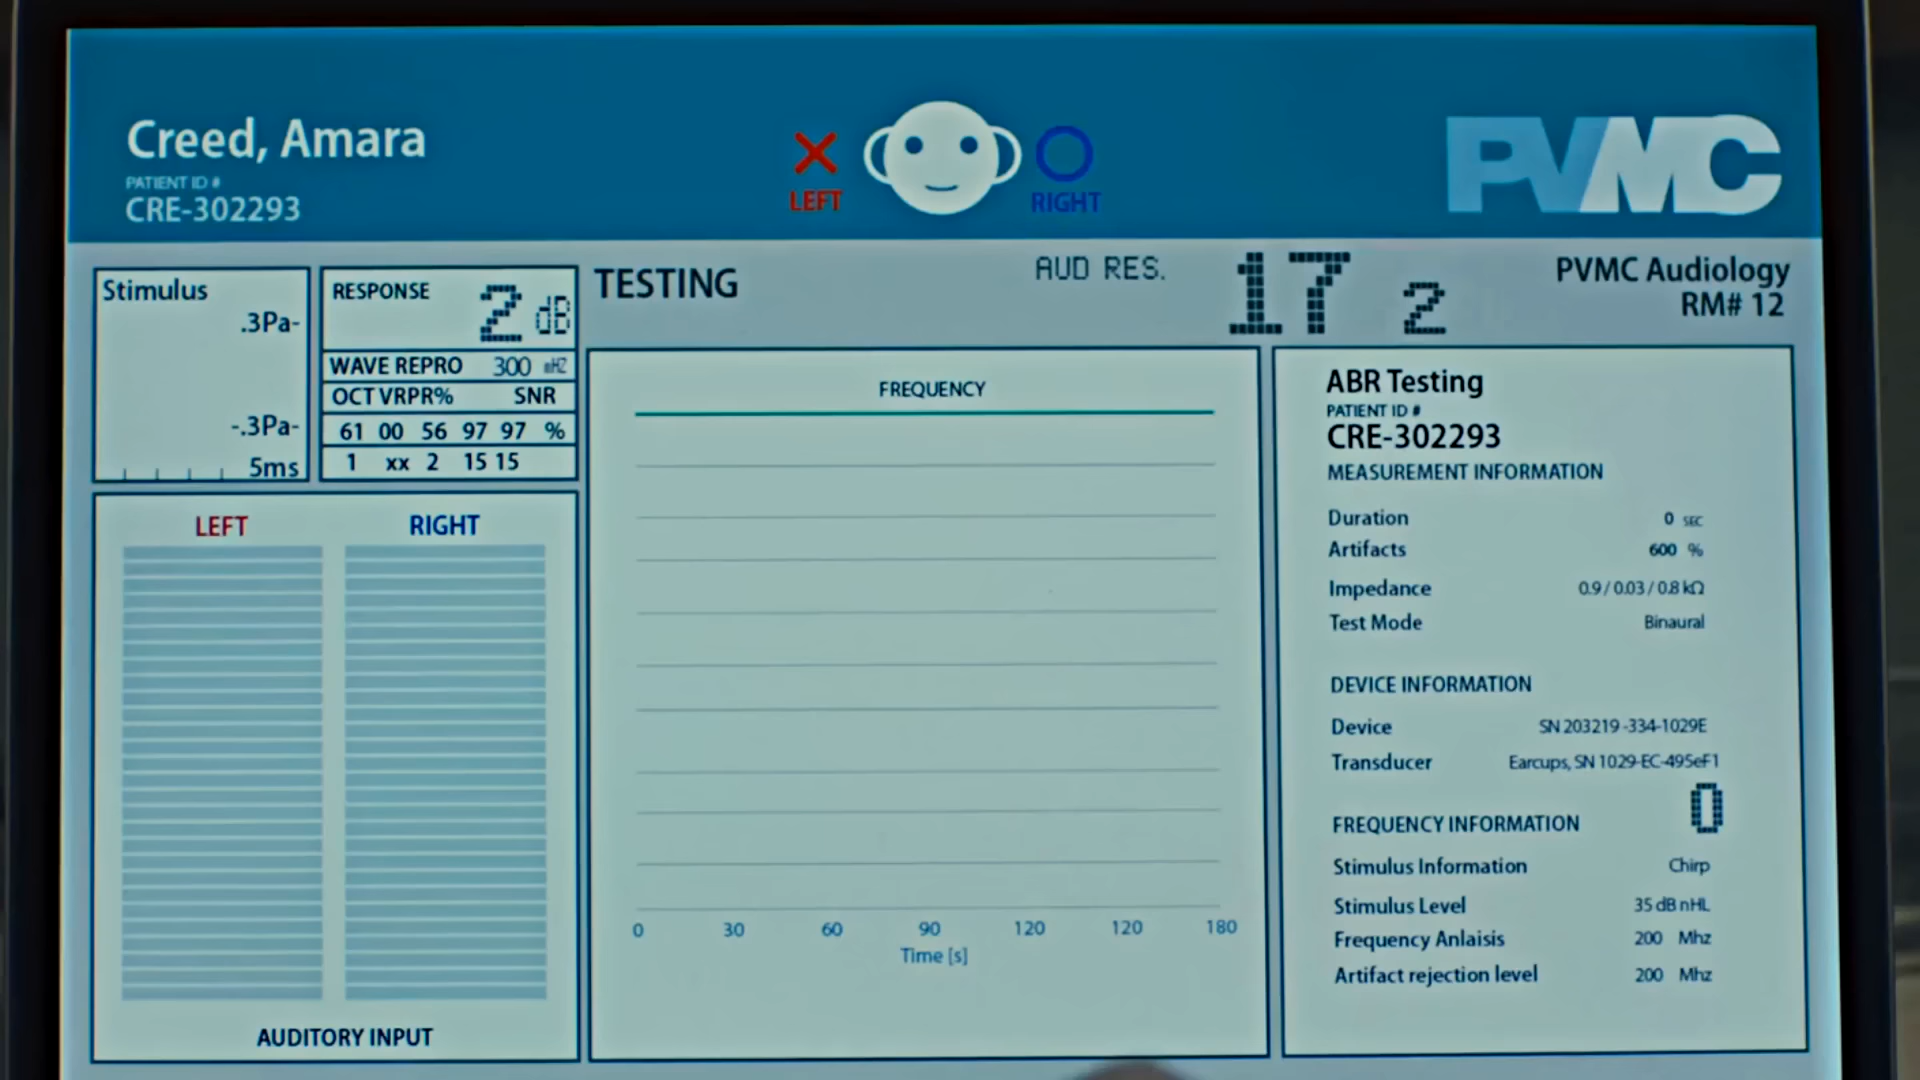 Creed, Amara
PATIENT ID #
CRE-302293
LEFT
RIGHT
PVMC
Stimulus
.3Pa-
-.3Pa-
5ms
RESPONSE 2 dB
WAVE REPRO 300 mHZ
OCT VRPR% SNR
61 00 56 97 97 %
1 xx 2 15 15
TESTING
AUD RES. 17 2
PVMC Audiology
RM# 12
LEFT RIGHT
AUDITORY INPUT
FREQUENCY
0 30 60 90 120 120 180
Time [s]
ABR Testing
PATIENT ID #
CRE-302293
MEASUREMENT INFORMATION
Duration 0 SEC
Artifacts 600 %
Impedance 0.9 / 0.03 / 0.8 kΩ
Test Mode Binaural
DEVICE INFORMATION
Device SN 203219 -334-1029E
Transducer Earcups, SN 1029-EC-495eF1
FREQUENCY INFORMATION 0
Stimulus Information Chirp
Stimulus Level 35 dB nHL
Frequency Anlaisis 200 Mhz
Artifact rejection level 200 Mhz